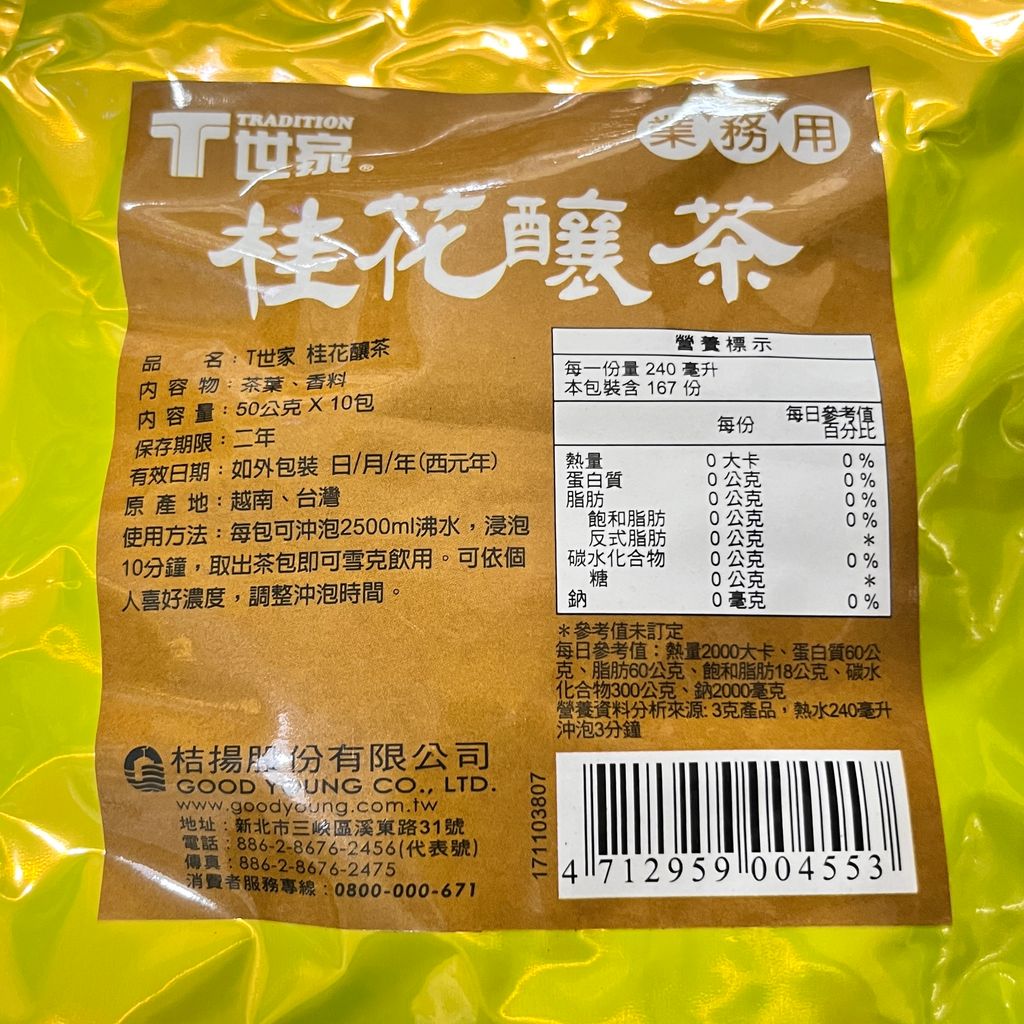 TRADITION
T世家®
業務用
桂花釀茶
品　名：T世家 桂花釀茶
內容物：茶葉、香料
內容量：50公克 X 10包
保存期限：二年
有效日期：如外包裝 日/月/年(西元年)
原產地：越南、台灣
使用方法：每包可沖泡2500ml沸水，浸泡
10分鐘，取出茶包即可雪克飲用。可依個
人喜好濃度，調整沖泡時間。
營養標示
每一份量 240 毫升
本包裝含 167 份
每份 每日參考值百分比
熱量 0 大卡 0 %
蛋白質 0 公克 0 %
脂肪 0 公克 0 %
飽和脂肪 0 公克 0 %
反式脂肪 0 公克 *
碳水化合物 0 公克 0 %
糖 0 公克 *
鈉 0 毫克 0 %
*參考值未訂定
每日參考值：熱量2000大卡、蛋白質60公
克、脂肪60公克、飽和脂肪18公克、碳水
化合物300公克、鈉2000毫克
營養資料分析來源: 3克產品，熱水240毫升
沖泡3分鐘
桔揚股份有限公司
GOOD YOUNG CO., LTD.
www.goodyoung.com.tw
地址：新北市三峽區溪東路31號
電話：886-2-8676-2456(代表號)
傳真：886-2-8676-2475
消費者服務專線：0800-000-671
171103807
4 712959 004553